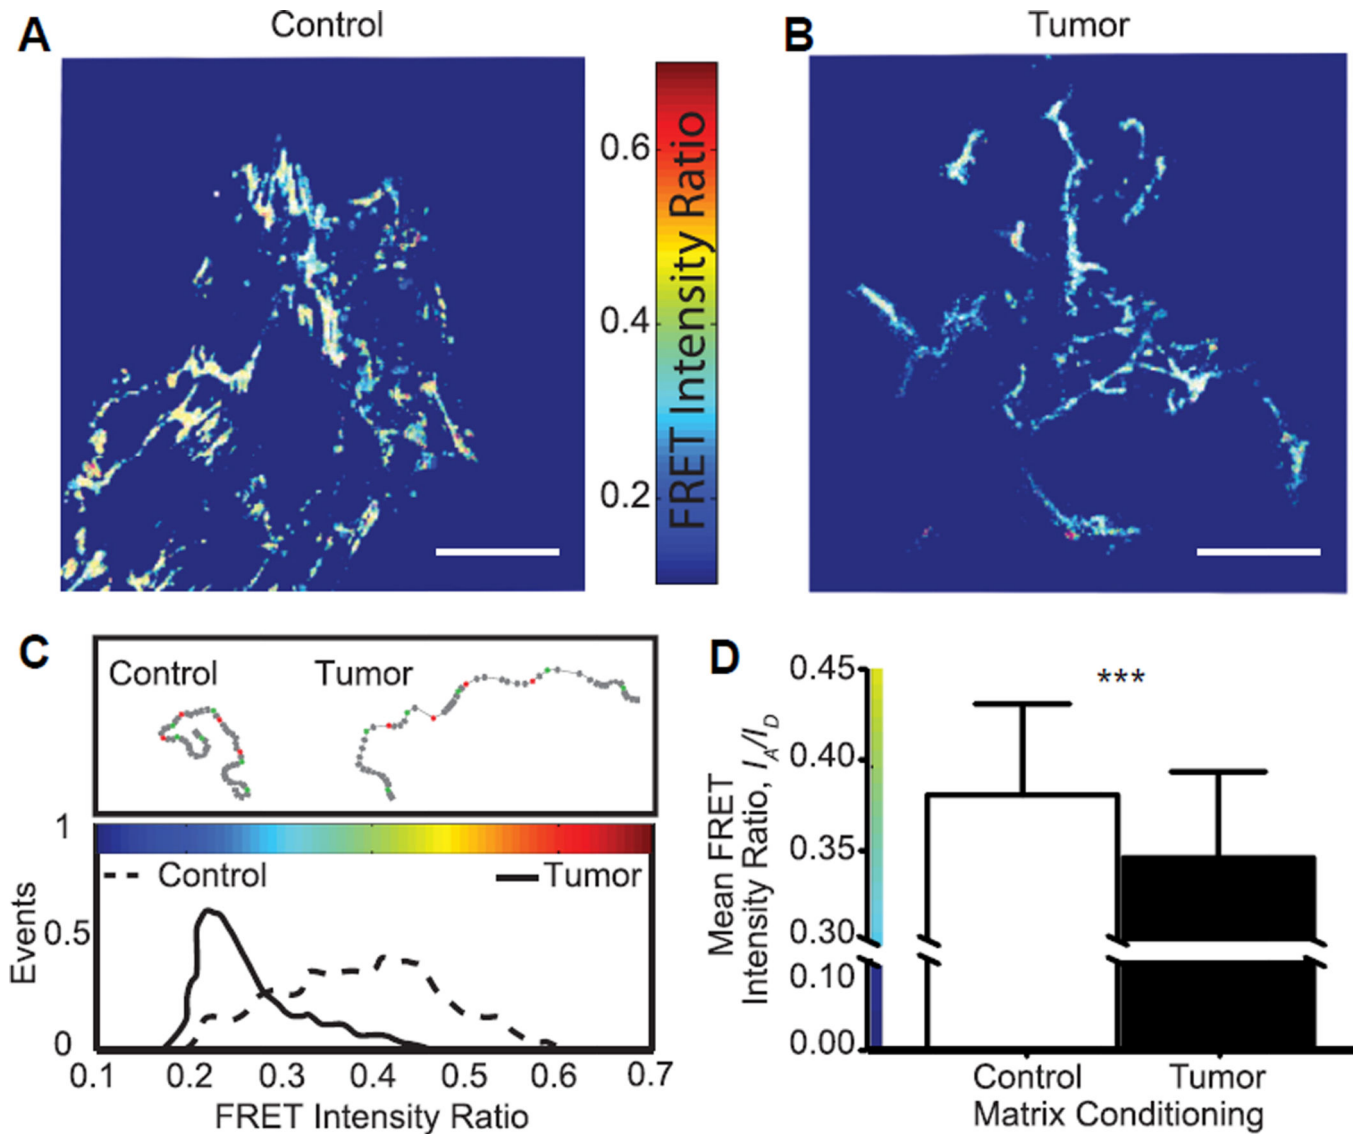 A
Control
B
Tumor
FRET Intensity Ratio
0.6
0.4
0.2
C
Control
Tumor
1
0.5
0
Events
Control
Tumor
0.1 0.2 0.3 0.4 0.5 0.6 0.7
FRET Intensity Ratio
D
***
0.45
0.40
0.35
0.30
0.10
0.00
Mean FRET
Intensity Ratio, I_A/I_D
Control Tumor
Matrix Conditioning